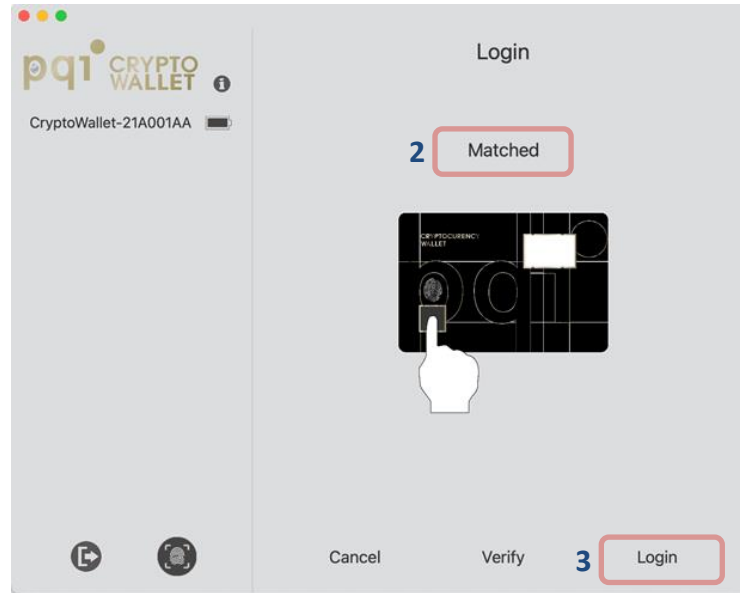 pqi CRYPTO WALLET
CryptoWallet-21A001AA
Login
2 Matched
CRYPTOCURENCY
WALLET
pqi
Cancel Verify 3 Login